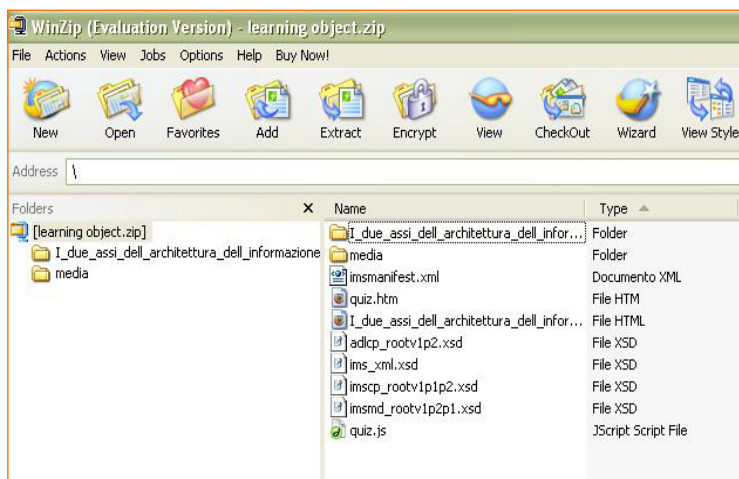 WinZip (Evaluation Version) - learning object.zip
File Actions View Jobs Options Help Buy Now!
New Open Favorites Add Extract Encrypt View CheckOut Wizard View Style
Address \
Folders X Name Type
[learning object.zip] I_due_assi_dell_architettura_dell_infor... Folder
I_due_assi_dell_architettura_dell_informazione media Folder
media imsmanifest.xml Documento XML
quiz.htm File HTM
I_due_assi_dell_architettura_dell_infor... File HTML
adlcp_rootv1p2.xsd File XSD
ims_xml.xsd File XSD
imscp_rootv1p1p2.xsd File XSD
imsmd_rootv1p2p1.xsd File XSD
quiz.js JScript Script File